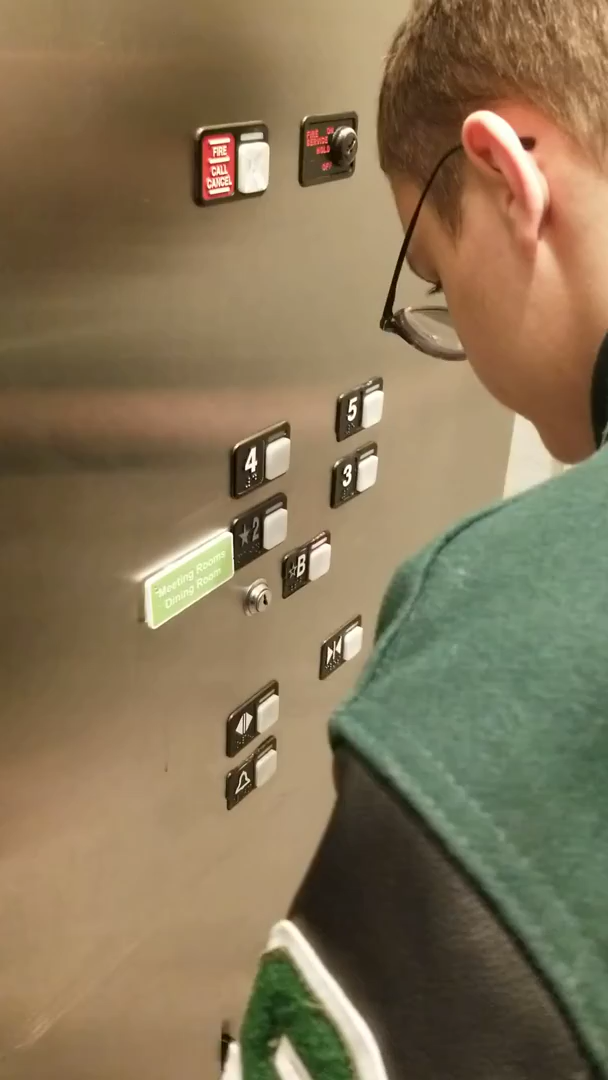 FIRE
CALL
CANCEL
FIRE ON
SERVICE
HOLD
OFF
5
4
3
★2
Meeting Rooms
Dining Room
★B